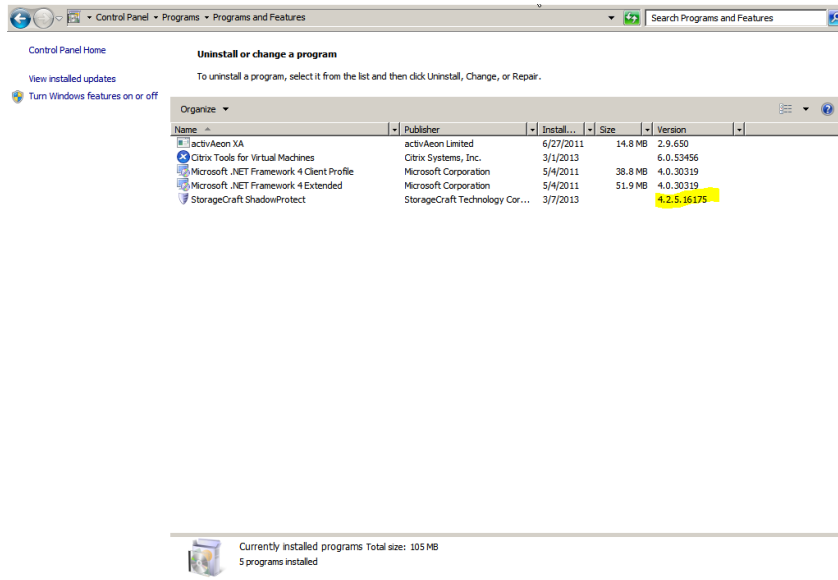 Control Panel Programs Programs and Features Search Programs and Features
Control Panel Home
View installed updates
Turn Windows features on or off
Uninstall or change a program
To uninstall a program, select it from the list and then click Uninstall, Change, or Repair.
Organize
Name Publisher Install... Size Version
activAeon XA activAeon Limited 6/27/2011 14.8 MB 2.9.650
Citrix Tools for Virtual Machines Citrix Systems, Inc. 3/1/2013 6.0.53456
Microsoft .NET Framework 4 Client Profile Microsoft Corporation 5/4/2011 38.8 MB 4.0.30319
Microsoft .NET Framework 4 Extended Microsoft Corporation 5/4/2011 51.9 MB 4.0.30319
StorageCraft ShadowProtect StorageCraft Technology Cor... 3/7/2013 4.2.5.16175
Currently installed programs Total size: 105 MB
5 programs installed